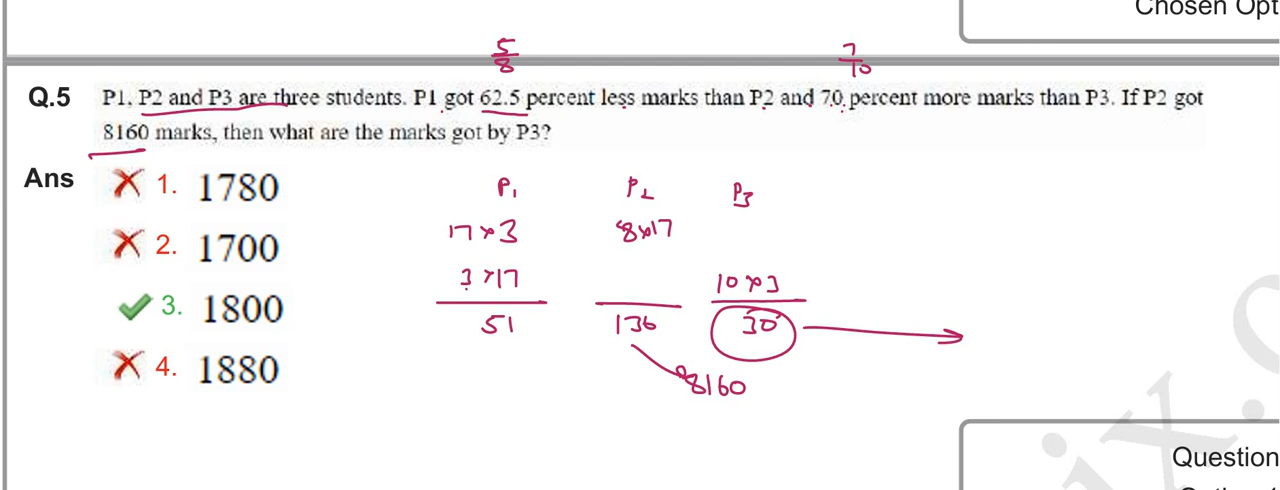 Chosen Opt
5/8
7/10
Q.5 P1, P2 and P3 are three students. P1 got 62.5 percent less marks than P2 and 70 percent more marks than P3. If P2 got
8160 marks, then what are the marks got by P3?
Ans
1. 1780
2. 1700
3. 1800
4. 1880
P1 P2 P3
17×3 8×17
3×17 10×3
51 136 30
8160
ix.c
Question